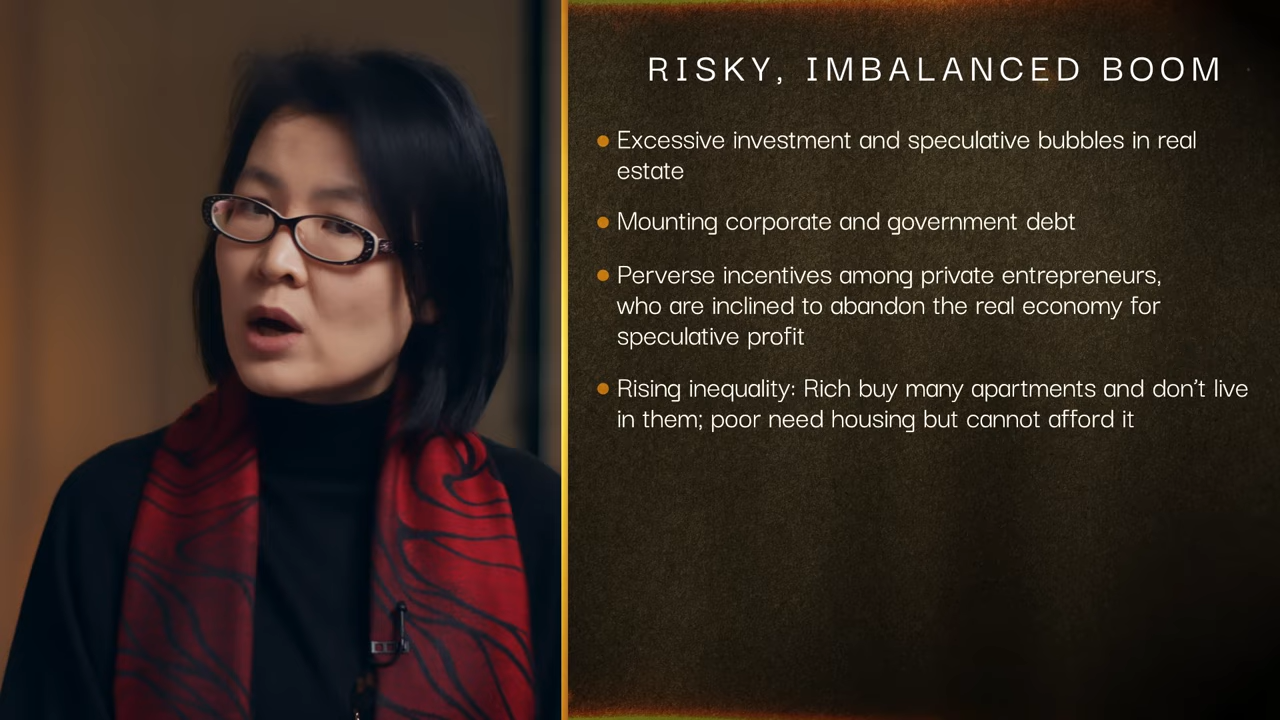 RISKY, IMBALANCED BOOM
Excessive investment and speculative bubbles in real
estate
Mounting corporate and government debt
Perverse incentives among private entrepreneurs,
who are inclined to abandon the real economy for
speculative profit
Rising inequality: Rich buy many apartments and don’t live
in them; poor need housing but cannot afford it